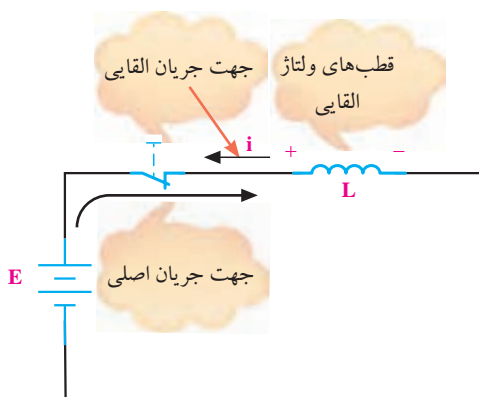 قطب‌های ولتاژ
القایی
جهت جریان القایی
i
+
−
L
E
جهت جریان اصلی